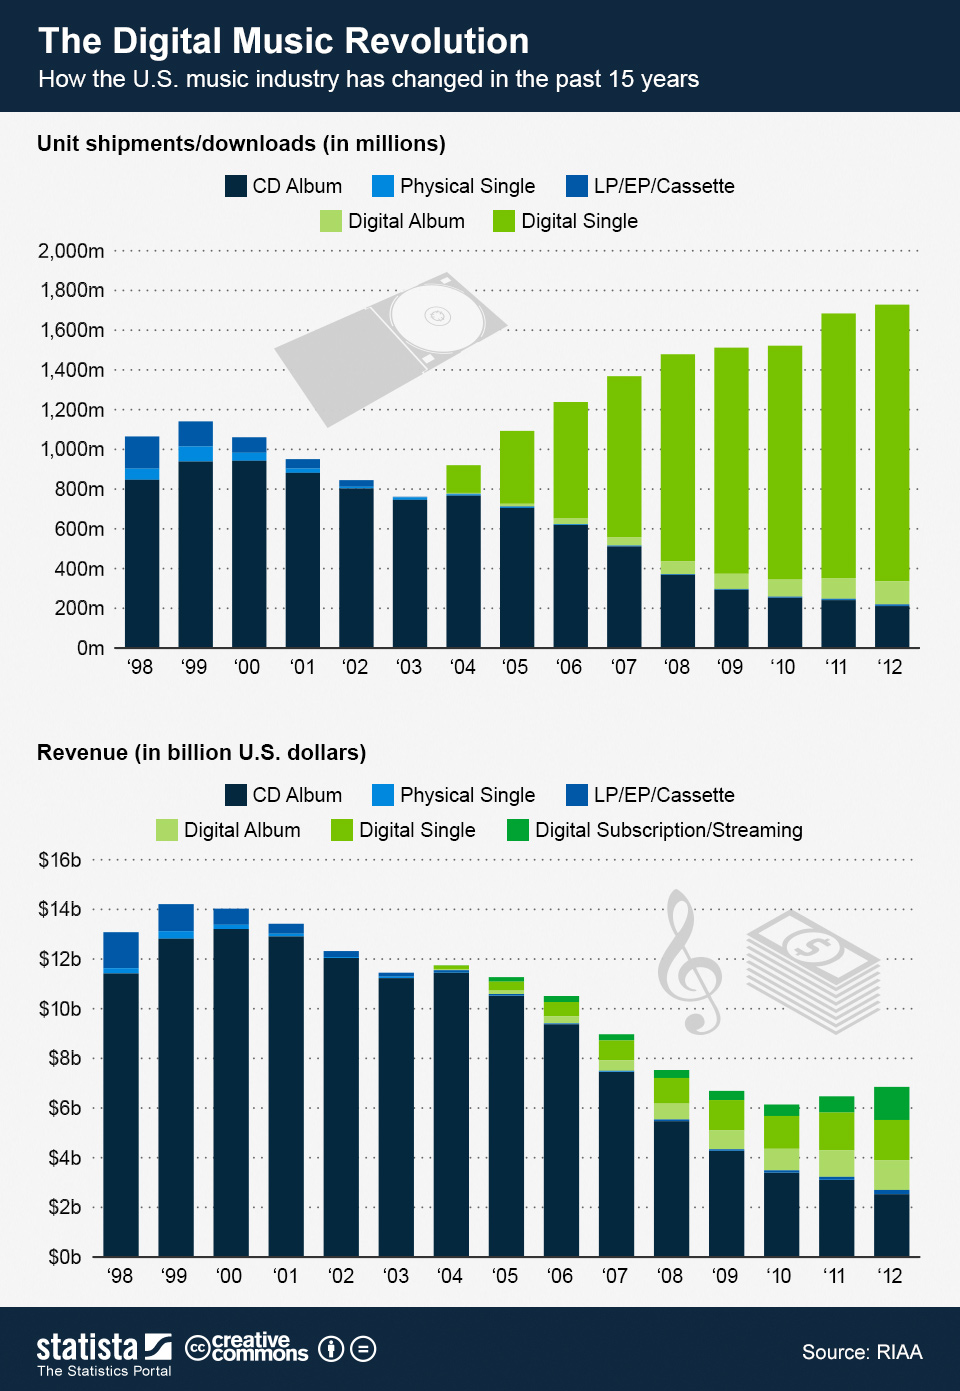 The Digital Music Revolution
How the U.S. music industry has changed in the past 15 years
Unit shipments/downloads (in millions)
CD Album Physical Single LP/EP/Cassette
Digital Album Digital Single
2,000m
1,800m
1,600m
1,400m
1,200m
1,000m
800m
600m
400m
200m
0m
‘98 ‘99 ‘00 ‘01 ‘02 ‘03 ‘04 ‘05 ‘06 ‘07 ‘08 ‘09 ‘10 ‘11 ‘12
Revenue (in billion U.S. dollars)
CD Album Physical Single LP/EP/Cassette
Digital Album Digital Single Digital Subscription/Streaming
$16b
$14b
$12b
$10b
$8b
$6b
$4b
$2b
$0b
$
‘98 ‘99 ‘00 ‘01 ‘02 ‘03 ‘04 ‘05 ‘06 ‘07 ‘08 ‘09 ‘10 ‘11 ‘12
statista
The Statistics Portal
cc creative commons
Source: RIAA